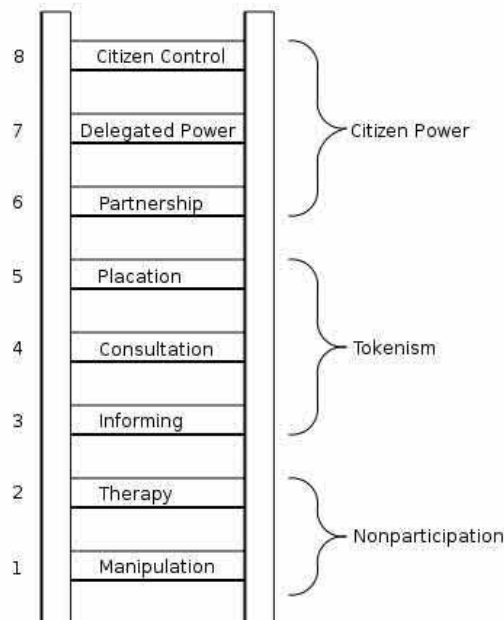 8 Citizen Control
7 Delegated Power
Citizen Power
6 Partnership
5 Placation
4 Consultation
Tokenism
3 Informing
2 Therapy
Nonparticipation
1 Manipulation